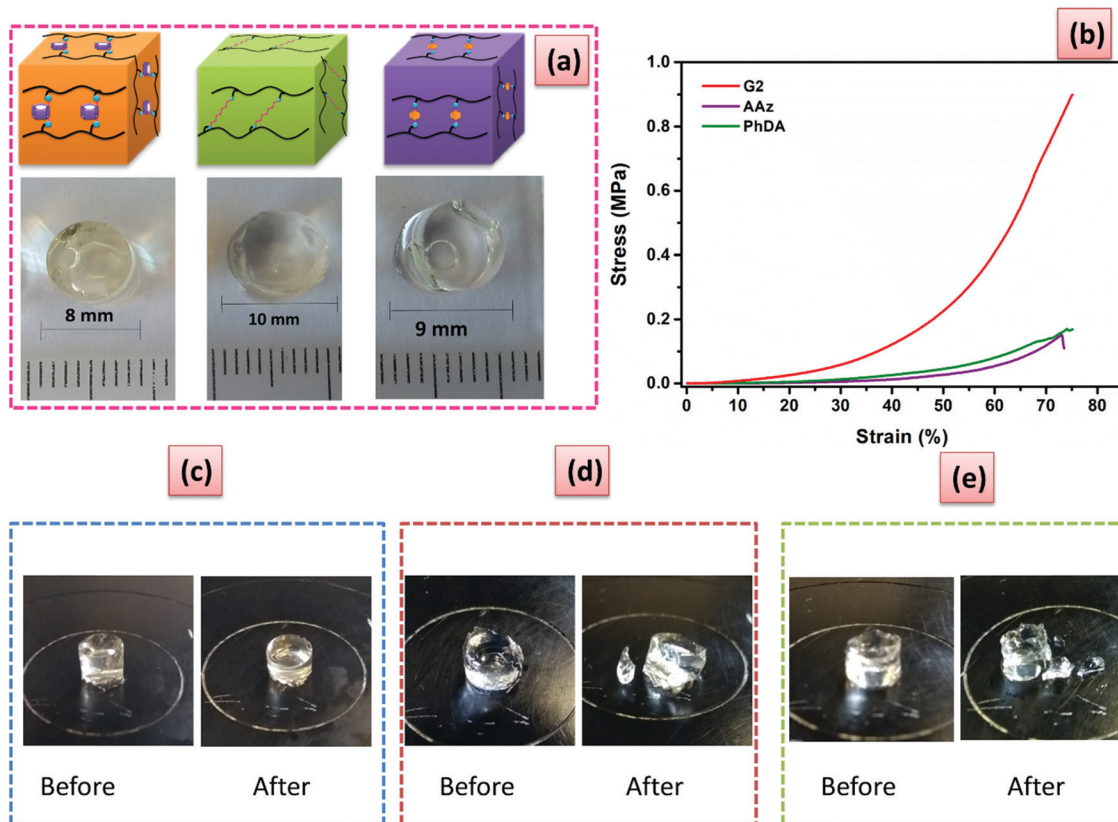 (a)
8 mm
10 mm
9 mm
(b)
G2
AAz
PhDA
Stress (MPa)
1.0
0.8
0.6
0.4
0.2
0.0
0 10 20 30 40 50 60 70 80
Strain (%)
(c)
Before After
(d)
Before After
(e)
Before After